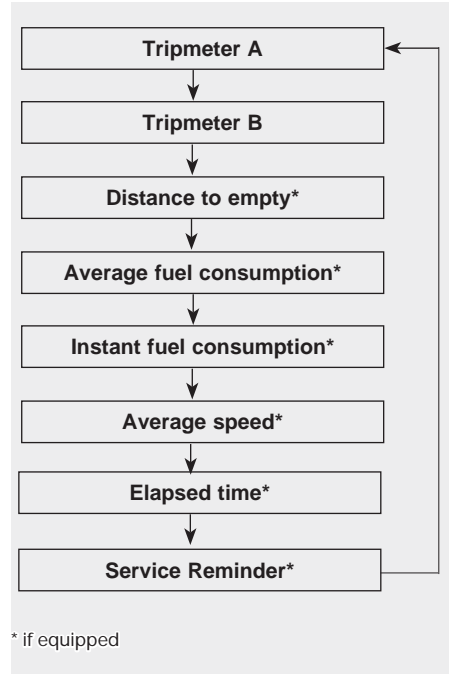 Tripmeter A
Tripmeter B
Distance to empty*
Average fuel consumption*
Instant fuel consumption*
Average speed*
Elapsed time*
Service Reminder*
* if equipped